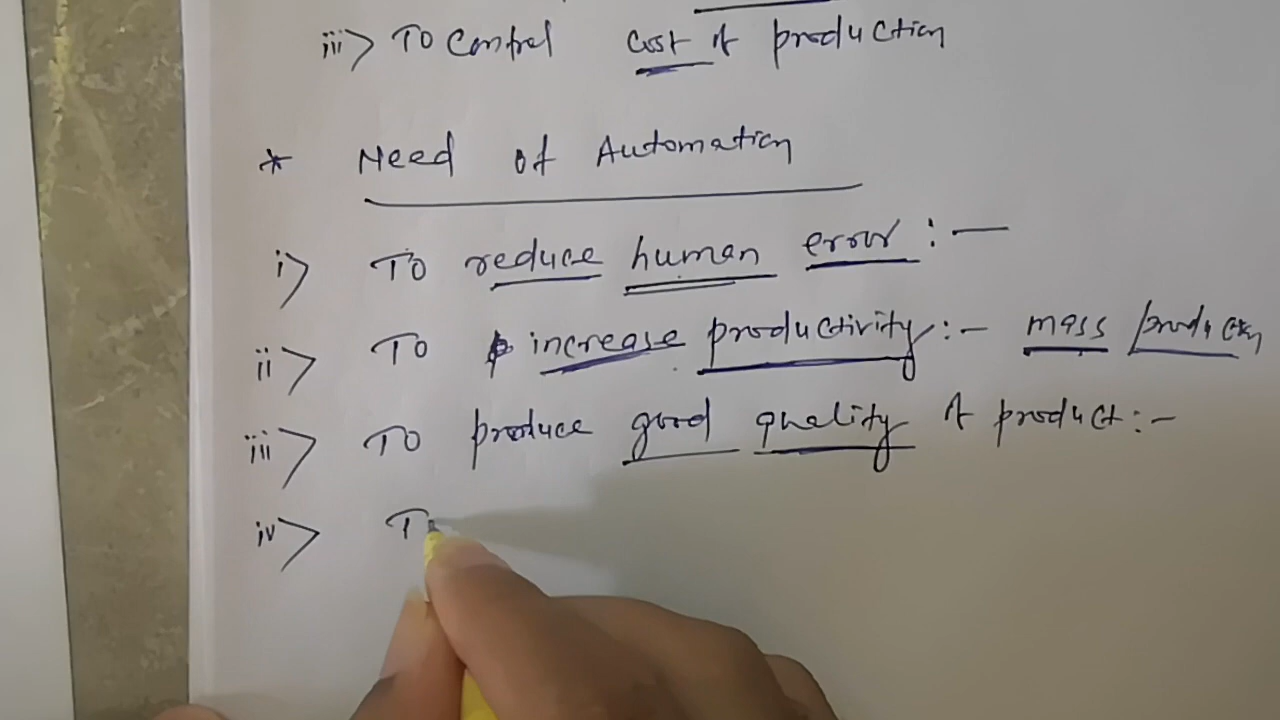 iii> To Control Cost of production
* Need of Automation
i> To reduce human error :-
ii> To increase productivity :- mass production
iii> To produce good quality of product :-
iv> T